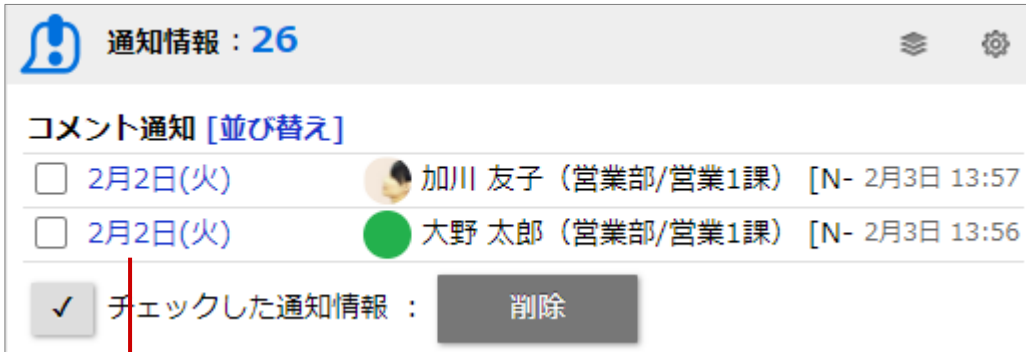 通知情報：26
コメント通知 [並び替え]
2月2日(火) 加川 友子（営業部/営業1課） [N- 2月3日 13:57
2月2日(火) 大野 太郎（営業部/営業1課） [N- 2月3日 13:56
✓ チェックした通知情報 ： 削除